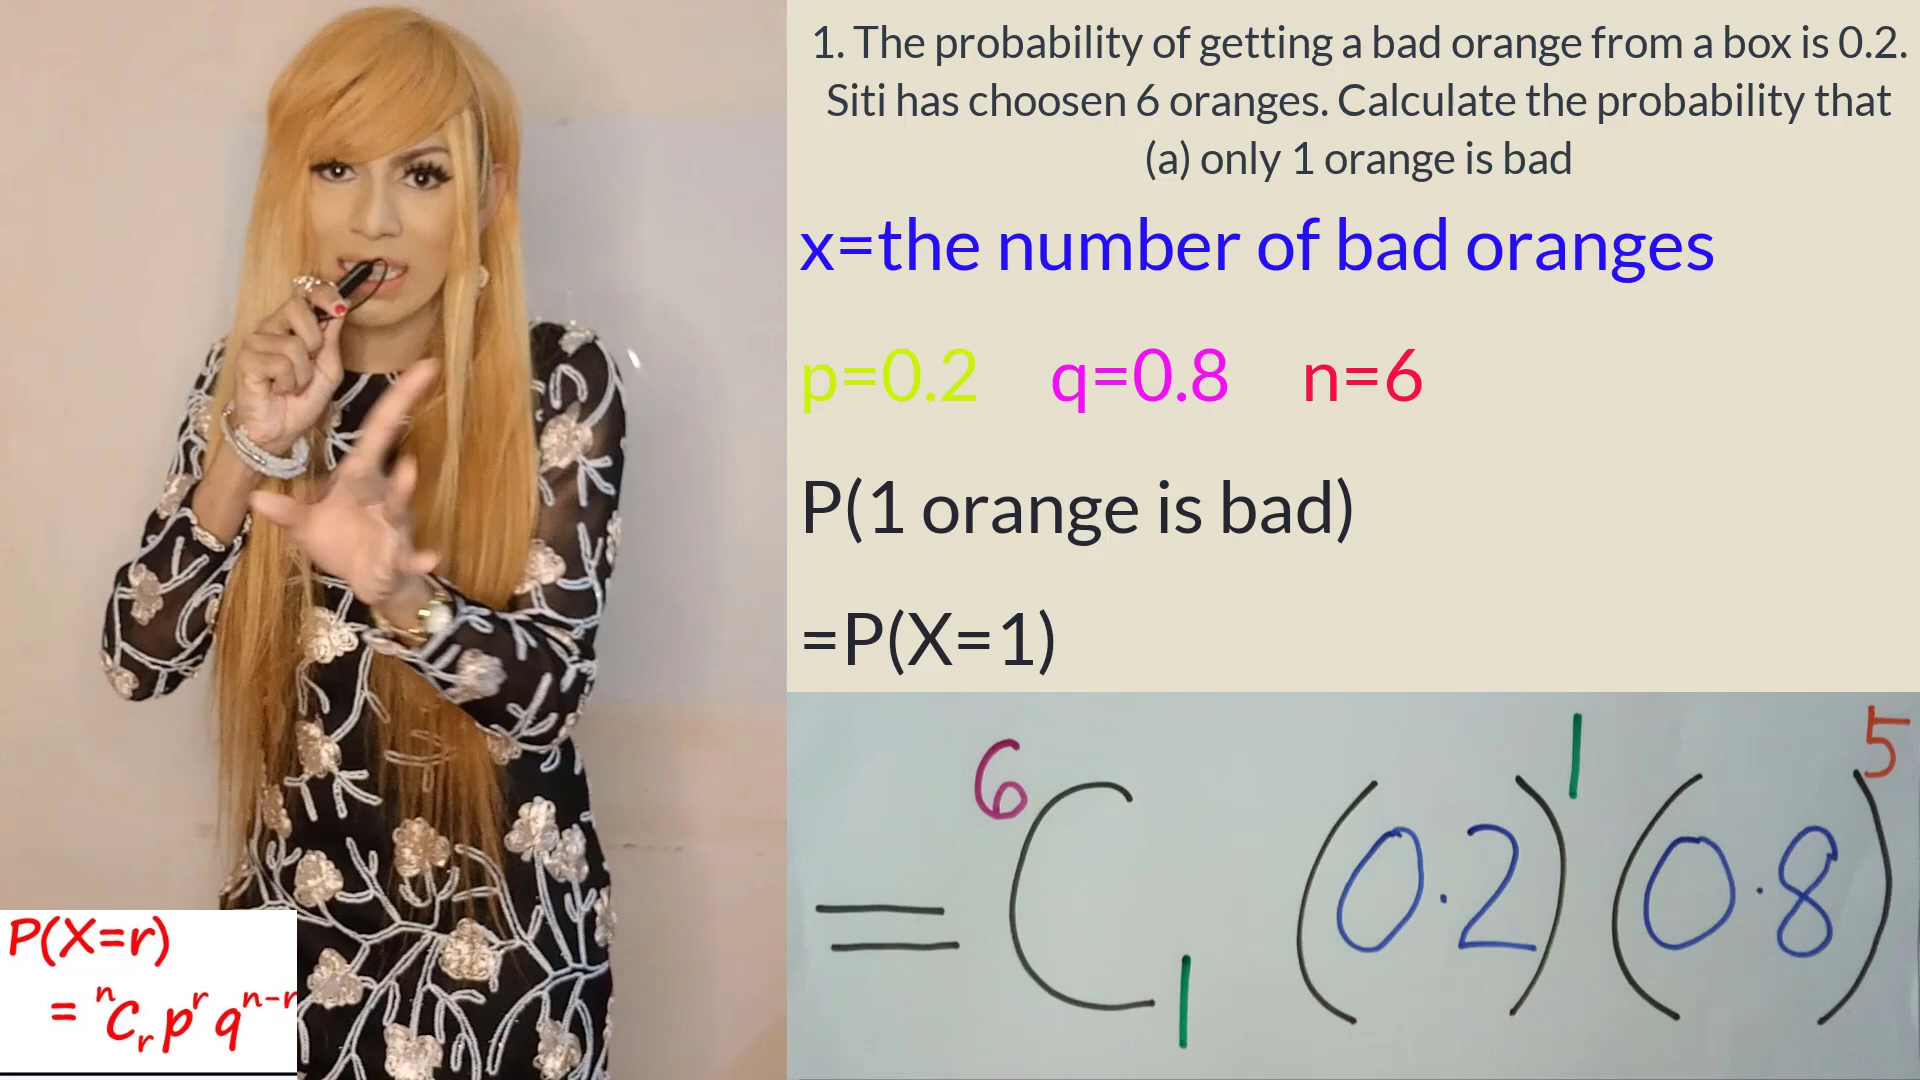 1. The probability of getting a bad orange from a box is 0.2.
Siti has choosen 6 oranges. Calculate the probability that
(a) only 1 orange is bad
x=the number of bad oranges
p=0.2 q=0.8 n=6
P(1 orange is bad)
=P(X=1)
= ⁶C₁ (0.2)¹ (0.8)⁵
P(X=r)
= ⁿCᵣ pʳ qⁿ⁻ʳ